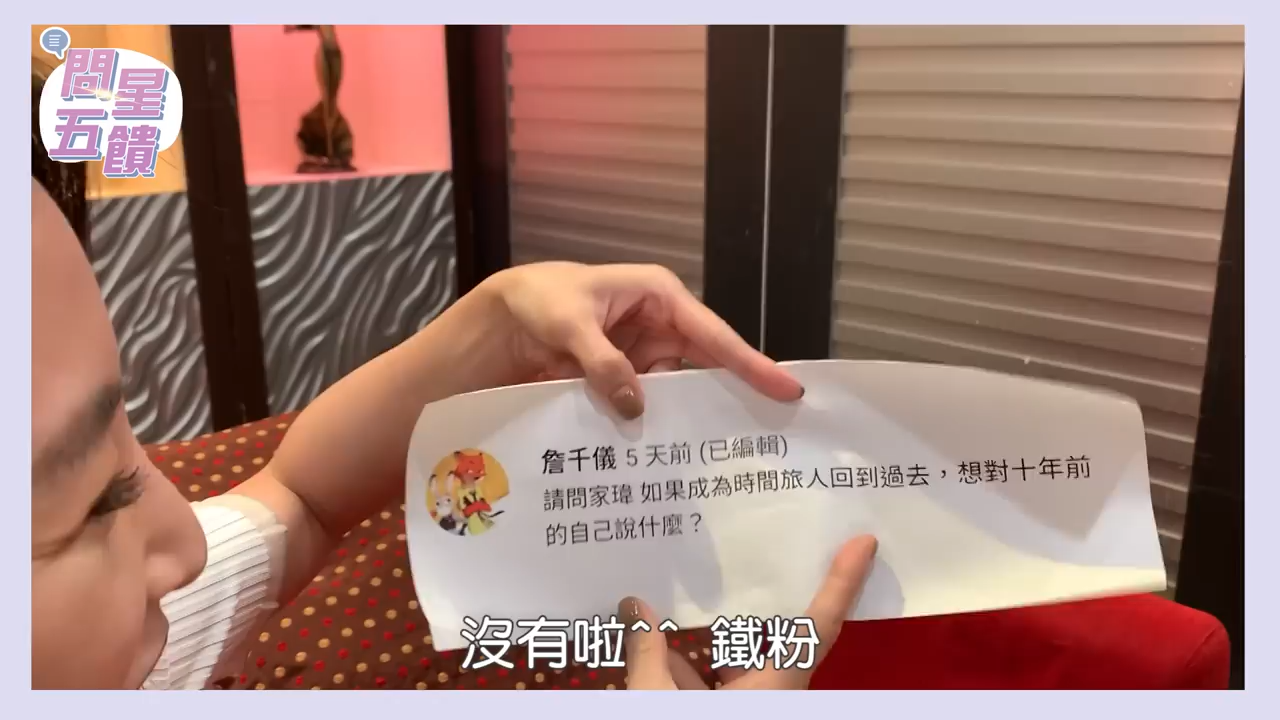 問星
五饋
詹千儀 5 天前 (已編輯)
請問家瑋 如果成為時間旅人回到過去，想對十年前
的自己說什麼？
沒有啦^^ 鐵粉